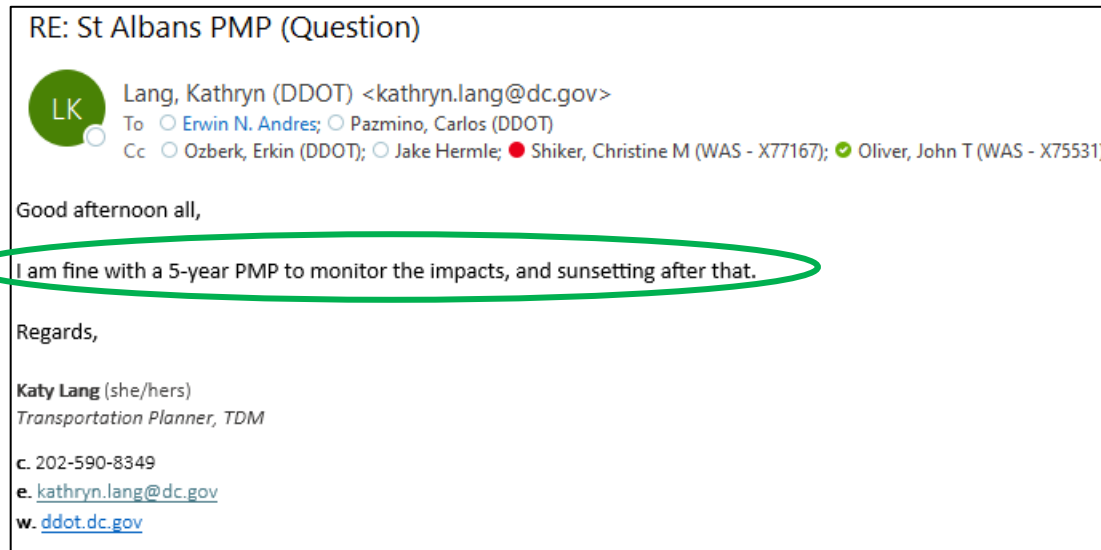 RE: St Albans PMP (Question)
LK
Lang, Kathryn (DDOT) <kathryn.lang@dc.gov>
To Erwin N. Andres; Pazmino, Carlos (DDOT)
Cc Ozberk, Erkin (DDOT); Jake Hermle; Shiker, Christine M (WAS - X77167); Oliver, John T (WAS - X75531)
Good afternoon all,
I am fine with a 5-year PMP to monitor the impacts, and sunsetting after that.
Regards,
Katy Lang (she/hers)
Transportation Planner, TDM
c. 202-590-8349
e. kathryn.lang@dc.gov
w. ddot.dc.gov